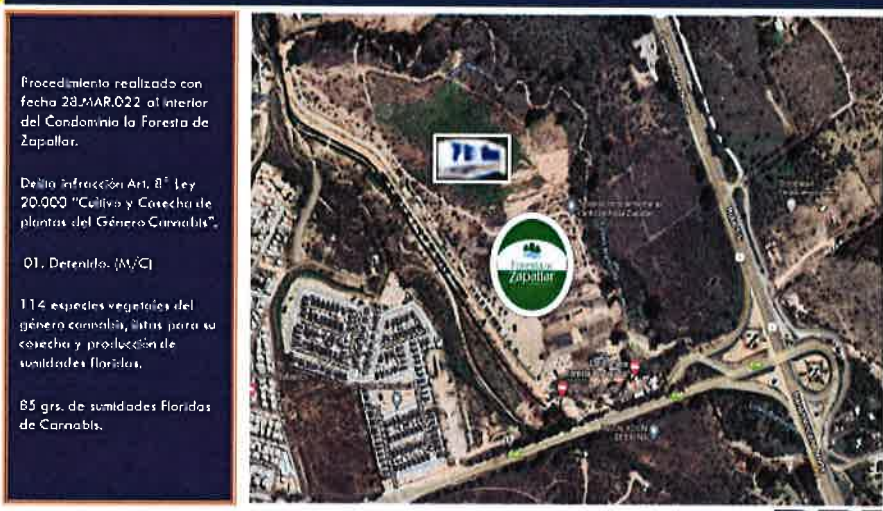 Procedimiento realizado con
fecha 28.MAR.022 al interior
del Condominio la Foresta de
Zapallar.
Delito infracción Art. 8° Ley
20.000 "Cultivo y Cosecha de
plantas del Género Cannabis".
01. Detenido. (M/C)
114 especies vegetales del
género cannabis, listas para su
cosecha y producción de
sumidades floridas.
85 grs. de sumidades Floridas
de Cannabis.
Foresta de
Zapallar